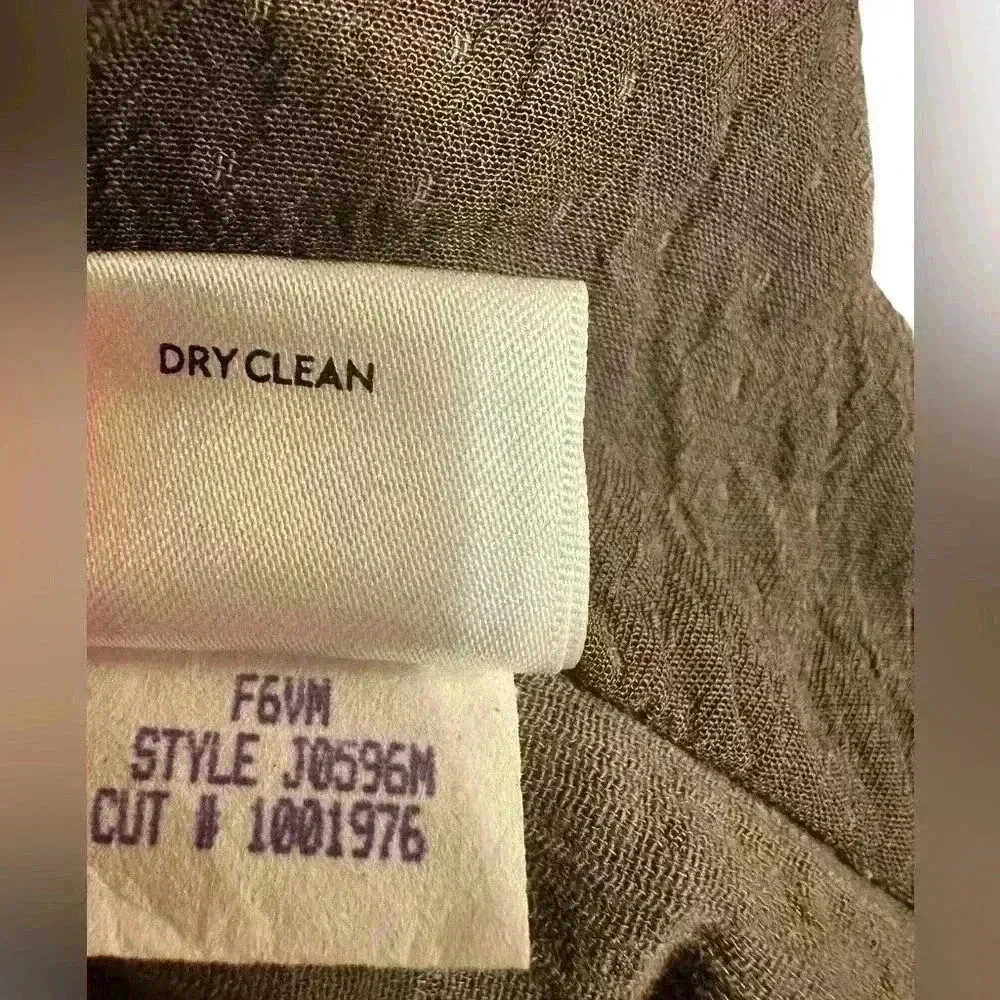 DRY CLEAN
F6VM
STYLE J0596M
CUT # 1001976